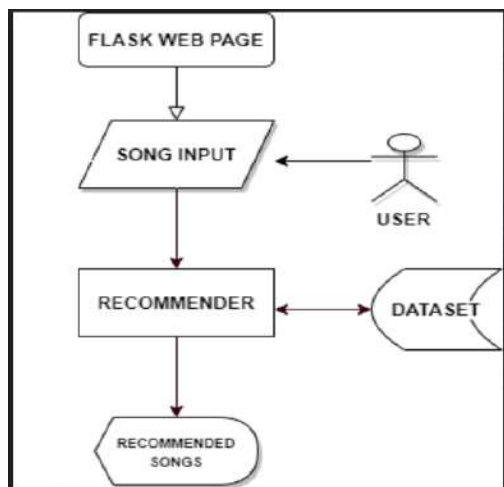 FLASK WEB PAGE
SONG INPUT
USER
RECOMMENDER
DATASET
RECOMMENDED
SONGS